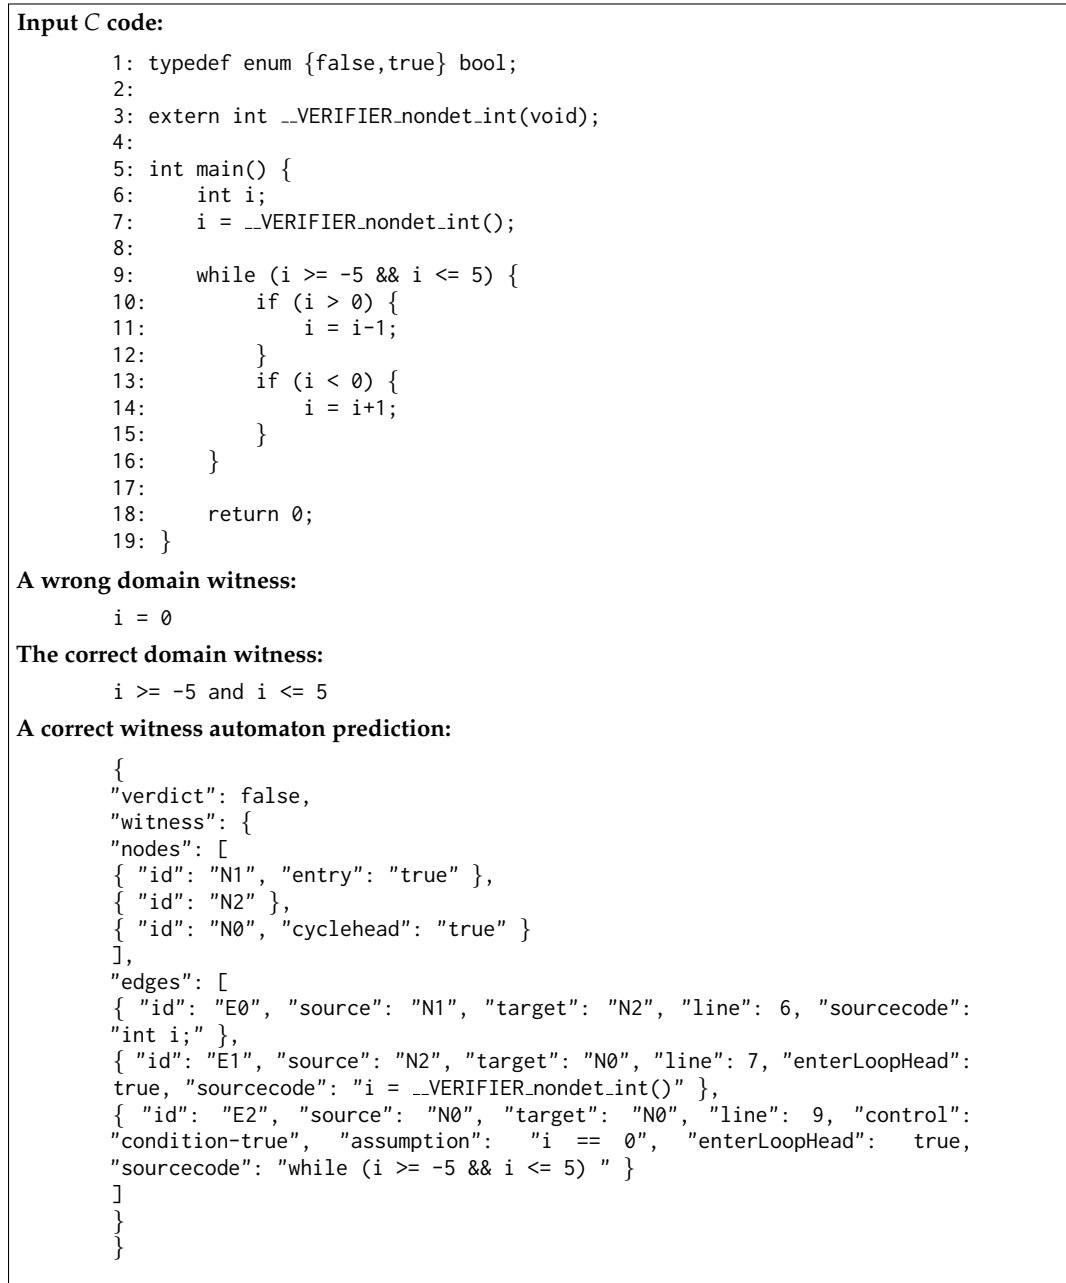 Input C code:
1: typedef enum {false,true} bool;
2:
3: extern int __VERIFIER_nondet_int(void);
4:
5: int main() {
6:     int i;
7:     i = __VERIFIER_nondet_int();
8:
9:     while (i >= -5 && i <= 5) {
10:         if (i > 0) {
11:             i = i-1;
12:         }
13:         if (i < 0) {
14:             i = i+1;
15:         }
16:     }
17:
18:     return 0;
19: }
A wrong domain witness:
i = 0
The correct domain witness:
i >= -5 and i <= 5
A correct witness automaton prediction:
{
"verdict": false,
"witness": {
"nodes": [
{ "id": "N1", "entry": "true" },
{ "id": "N2" },
{ "id": "N0", "cyclehead": "true" }
],
"edges": [
{ "id": "E0", "source": "N1", "target": "N2", "line": 6, "sourcecode":
"int i;" },
{ "id": "E1", "source": "N2", "target": "N0", "line": 7, "enterLoopHead":
true, "sourcecode": "i = __VERIFIER_nondet_int()" },
{ "id": "E2", "source": "N0", "target": "N0", "line": 9, "control":
"condition-true", "assumption": "i == 0", "enterLoopHead": true,
"sourcecode": "while (i >= -5 && i <= 5) " }
]
}
}